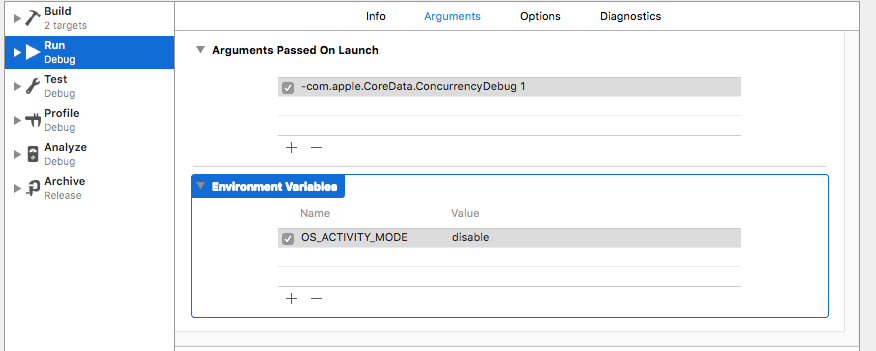 Build
2 targets
Run
Debug
Test
Debug
Profile
Debug
Analyze
Debug
Archive
Release
Info Arguments Options Diagnostics
Arguments Passed On Launch
-com.apple.CoreData.ConcurrencyDebug 1
Environment Variables
Name Value
OS_ACTIVITY_MODE disable